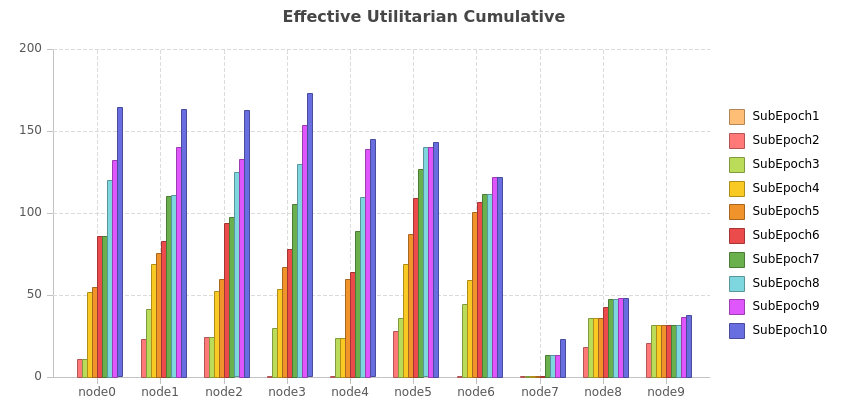 Effective Utilitarian Cumulative
200
150
100
50
0
node0 node1 node2 node3 node4 node5 node6 node7 node8 node9
SubEpoch1
SubEpoch2
SubEpoch3
SubEpoch4
SubEpoch5
SubEpoch6
SubEpoch7
SubEpoch8
SubEpoch9
SubEpoch10